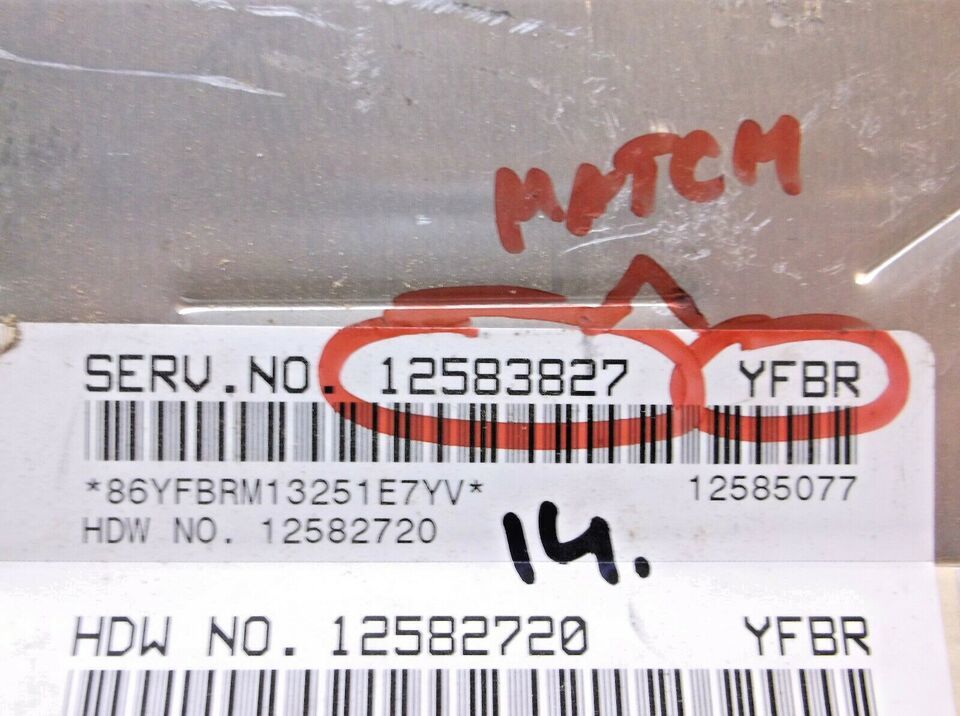 MATCH
SERV.NO. 12583827 YFBR
*86YFBRM13251E7YV* 12585077
HDW NO. 12582720
14.
HDW NO. 12582720 YFBR